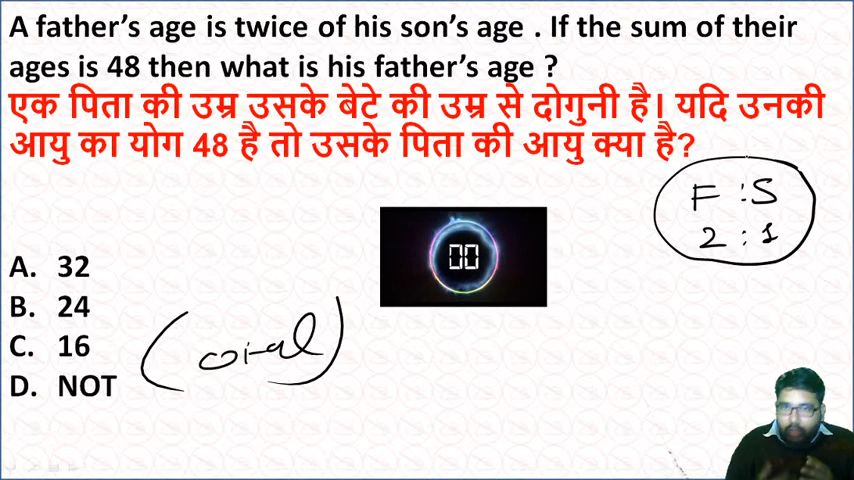 A father’s age is twice of his son’s age . If the sum of their
ages is 48 then what is his father’s age ?
एक पिता की उम्र उसके बेटे की उम्र से दोगुनी है। यदि उनकी
आयु का योग 48 है तो उसके पिता की आयु क्या है?
F : S
2 : 1
00
A. 32
B. 24
C. 16
D. NOT
(oral)